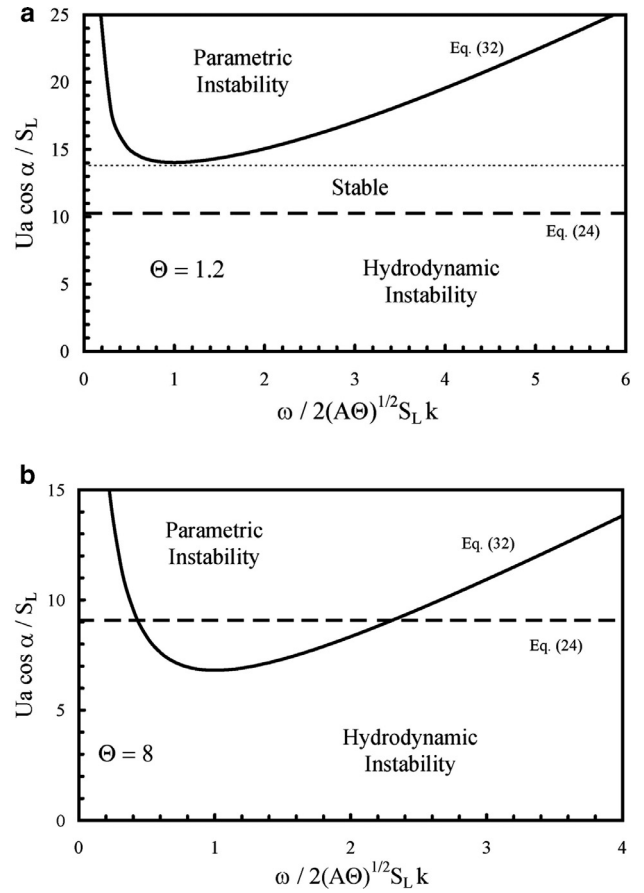 a
25
20
15
10
5
0
Ua cos α / S_L
Parametric
Instability
Eq. (32)
Stable
Eq. (24)
Θ = 1.2
Hydrodynamic
Instability
0 1 2 3 4 5 6
ω / 2(AΘ)^1/2 S_L k
b
15
10
5
0
Ua cos α / S_L
Parametric
Instability
Eq. (32)
Eq. (24)
Θ = 8
Hydrodynamic
Instability
0 1 2 3 4
ω / 2(AΘ)^1/2 S_L k